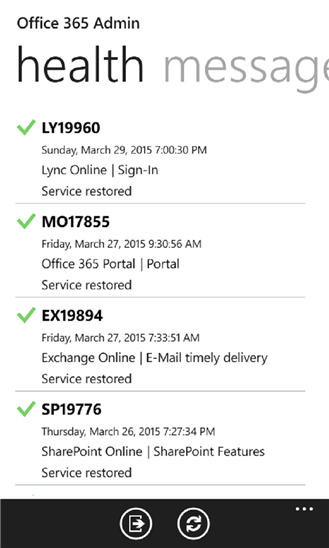 Office 365 Admin
health message
LY19960
Sunday, March 29, 2015 7:00:30 PM
Lync Online | Sign-In
Service restored
MO17855
Friday, March 27, 2015 9:30:56 AM
Office 365 Portal | Portal
Service restored
EX19894
Friday, March 27, 2015 7:33:51 AM
Exchange Online | E-Mail timely delivery
Service restored
SP19776
Thursday, March 26, 2015 7:27:34 PM
SharePoint Online | SharePoint Features
Service restored